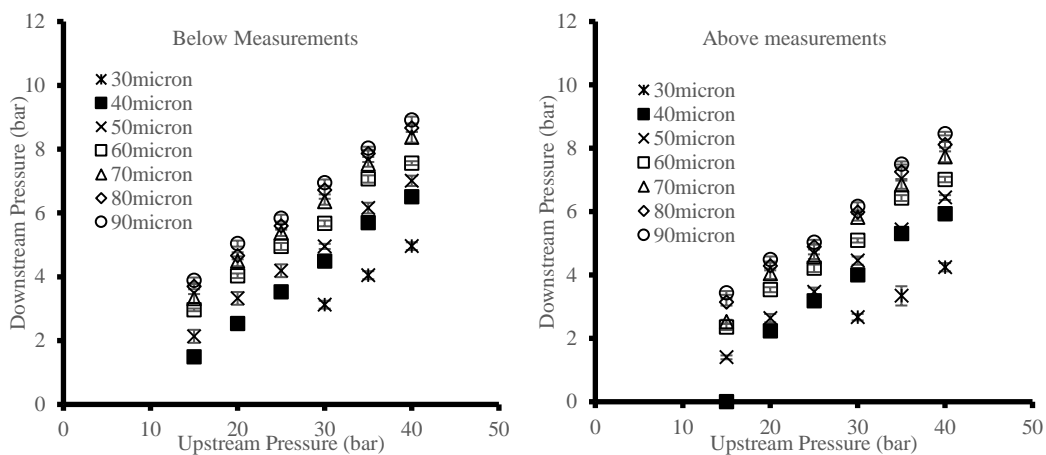 12
Below Measurements
10
30micron
40micron
8
50micron
60micron
6
70micron
80micron
4
90micron
2
0
0
10
20
30
40
50
Upstream Pressure (bar)
Downstream Pressure (bar)
12
Above measurements
10
30micron
40micron
8
50micron
60micron
6
70micron
80micron
4
90micron
2
0
0
10
20
30
40
50
Upstream Pressure (bar)
Downstream Pressure (bar)